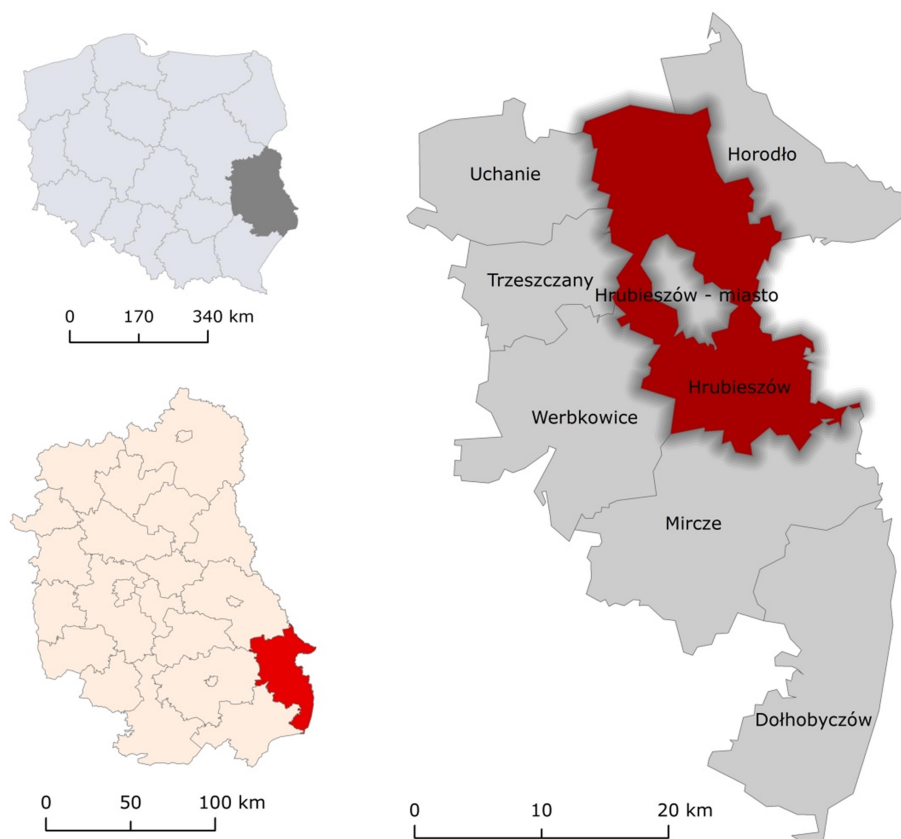 0 170 340 km
0 50 100 km
Horodło
Uchanie
Trzeszczany
Hrubieszów - miasto
Hrubieszów
Werbkowice
Mircze
Dołhobyczów
0 10 20 km